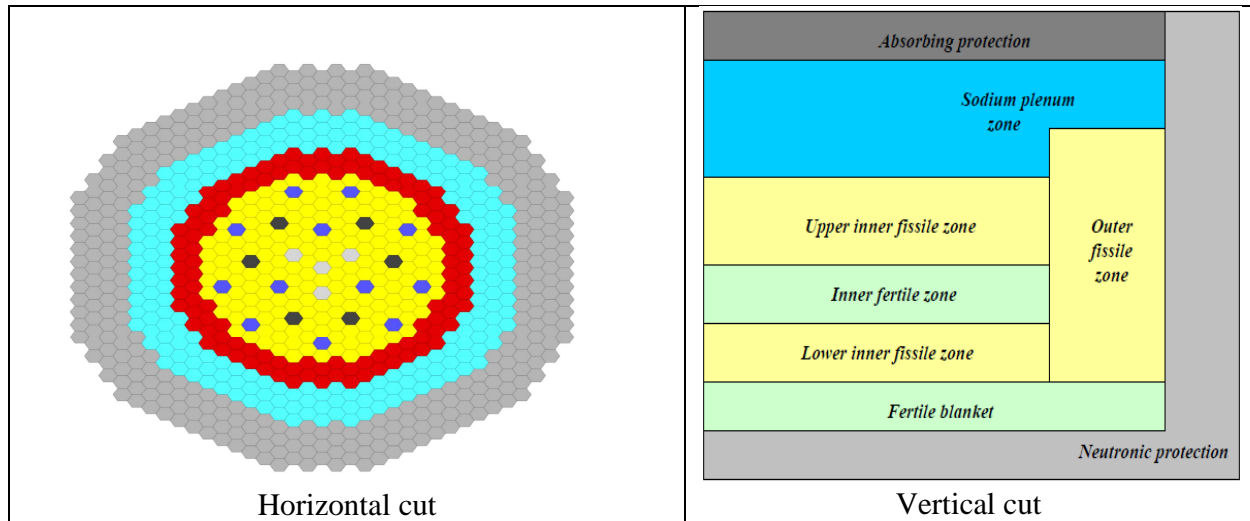 Absorbing protection
Sodium plenum
zone
Upper inner fissile zone
Outer
fissile
zone
Inner fertile zone
Lower inner fissile zone
Fertile blanket
Neutronic protection
Horizontal cut
Vertical cut